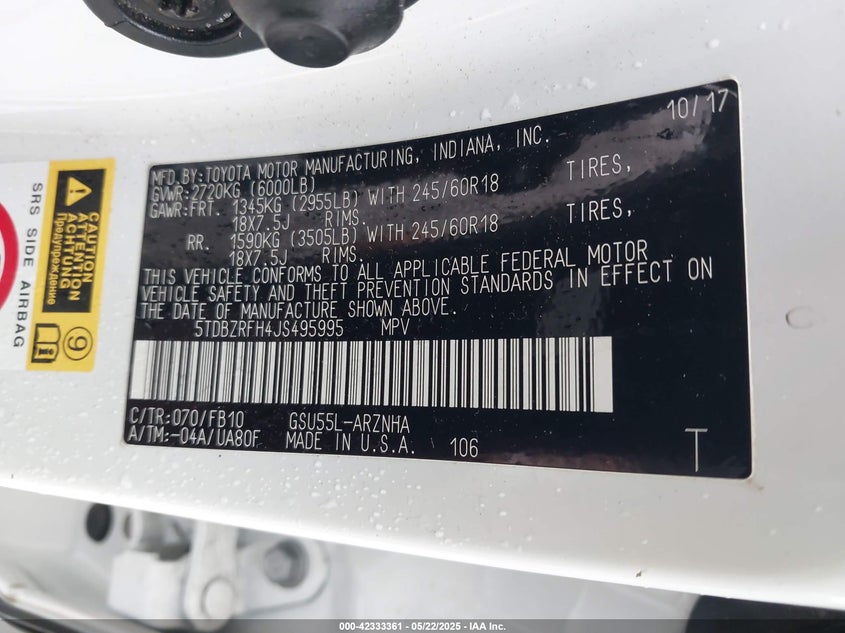 10/17
MFD.BY:TOYOTA MOTOR MANUFACTURING, INDIANA, INC.
GVWR:2720KG (6000LB)
GAWR:FRT. 1345KG (2955LB) WITH 245/60R18 TIRES,
18X7.5J RIMS.
RR. 1590KG (3505LB) WITH 245/60R18 TIRES,
18X7.5J RIMS.
THIS VEHICLE CONFORMS TO ALL APPLICABLE FEDERAL MOTOR
VEHICLE SAFETY AND THEFT PREVENTION STANDARDS IN EFFECT ON
THE DATE OF MANUFACTURE SHOWN ABOVE.
5TDBZRFH4JS495995 MPV
C/TR:070/FB10 GSU55L-ARZNHA
A/TM:-04A/UA80F MADE IN U.S.A. 106
T
CAUTION
ATTENTION
ACHTUNG
Предупреждение
9
SRS SIDE AIRBAG
000-42333361 - 05/22/2025 - IAA Inc.